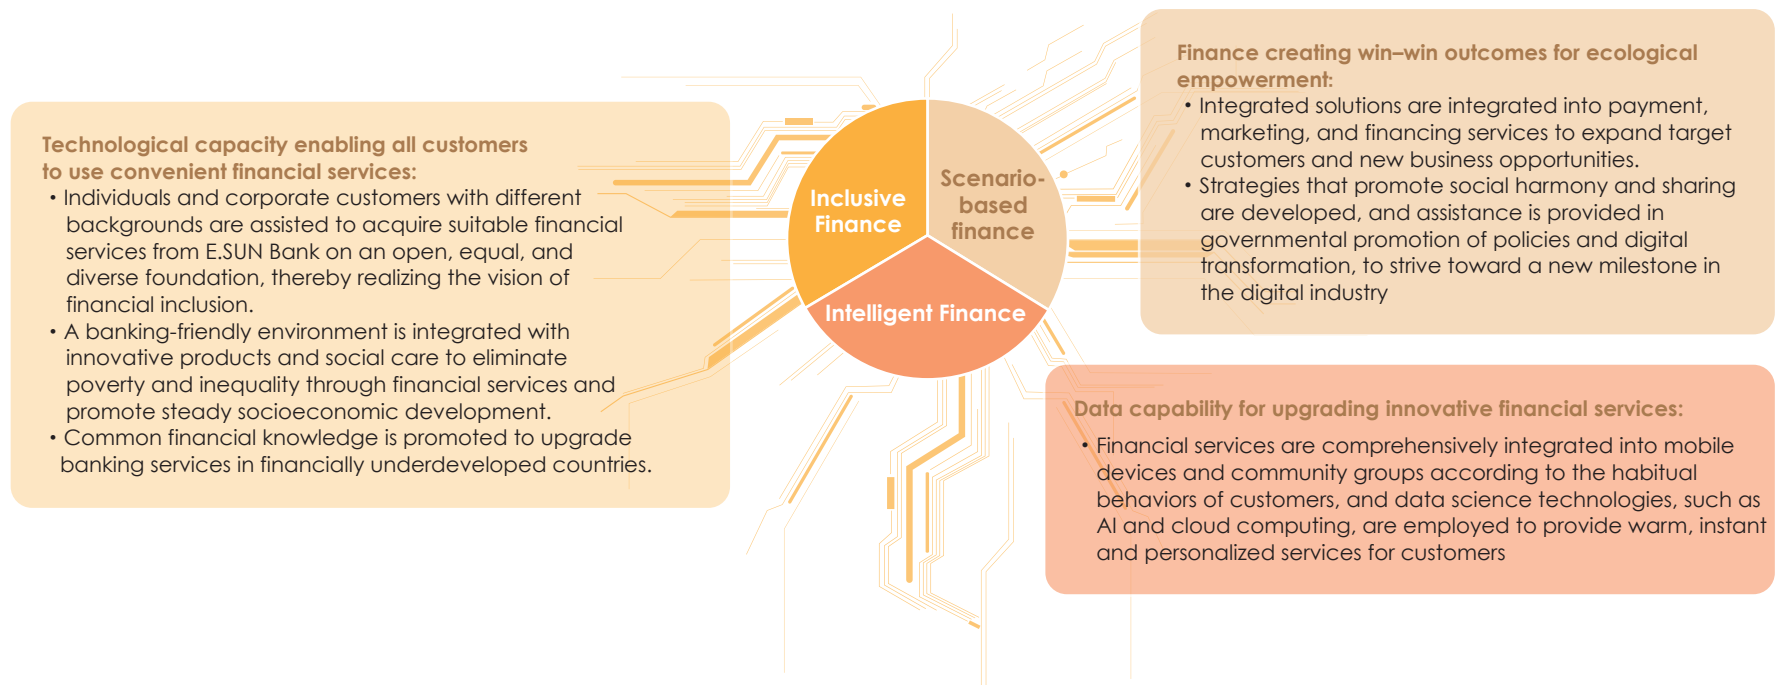 Technological capacity enabling all customers
to use convenient financial services:
• Individuals and corporate customers with different
backgrounds are assisted to acquire suitable financial
services from E.SUN Bank on an open, equal, and
diverse foundation, thereby realizing the vision of
financial inclusion.
• A banking-friendly environment is integrated with
innovative products and social care to eliminate
poverty and inequality through financial services and
promote steady socioeconomic development.
• Common financial knowledge is promoted to upgrade
banking services in financially underdeveloped countries.
Inclusive
Finance
Scenario-
based
finance
Intelligent Finance
Finance creating win–win outcomes for ecological
empowerment:
• Integrated solutions are integrated into payment,
marketing, and financing services to expand target
customers and new business opportunities.
• Strategies that promote social harmony and sharing
are developed, and assistance is provided in
governmental promotion of policies and digital
transformation, to strive toward a new milestone in
the digital industry
Data capability for upgrading innovative financial services:
• Financial services are comprehensively integrated into mobile
devices and community groups according to the habitual
behaviors of customers, and data science technologies, such as
AI and cloud computing, are employed to provide warm, instant
and personalized services for customers